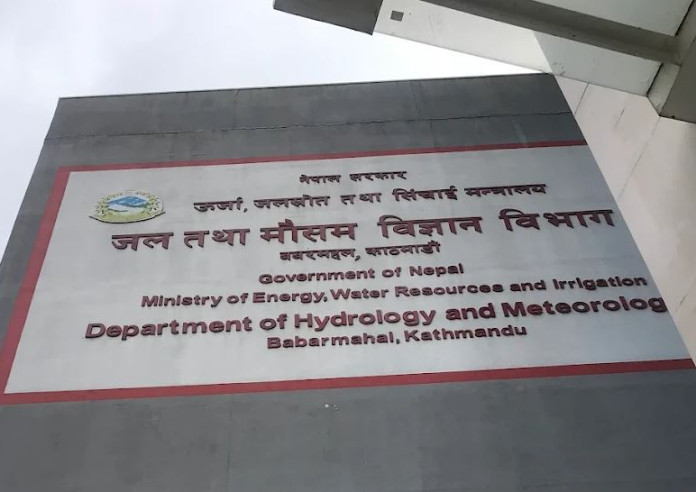 नेपाल सरकार
ऊर्जा, जलस्रोत तथा सिंचाई मन्त्रालय
जल तथा मौसम विज्ञान विभाग
बबरमहल, काठमाडौं
Government of Nepal
Ministry of Energy, Water Resources and Irrigation
Department of Hydrology and Meteorolog
Babarmahal, Kathmandu